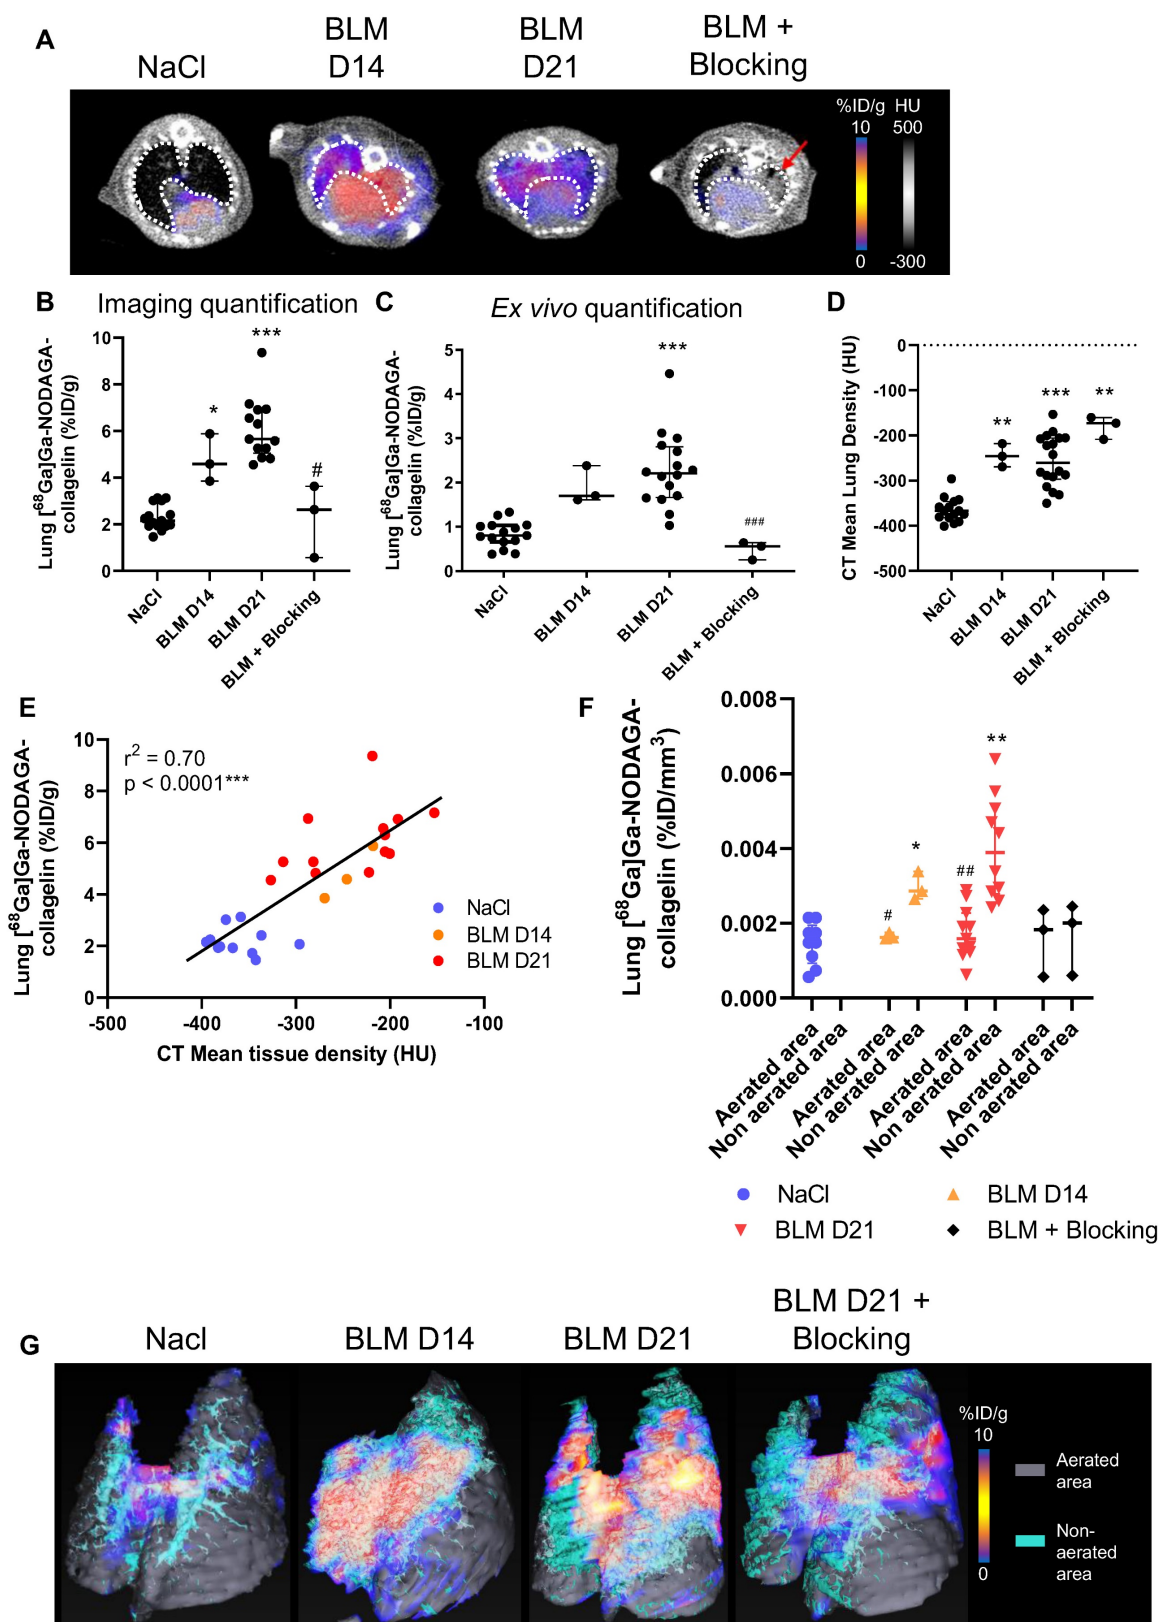 A
NaCl
BLM
D14
BLM
D21
BLM +
Blocking
%ID/g HU
10 500
0 -300
B Imaging quantification
Lung [68Ga]Ga-NODAGA-
collagelin (%ID/g)
10
8
6
4
2
0
*
***
#
NaCl
BLM D14
BLM D21
BLM + Blocking
C Ex vivo quantification
Lung [68Ga]Ga-NODAGA-
collagelin (%ID/g)
5
4
3
2
1
0
***
###
NaCl
BLM D14
BLM D21
BLM + Blocking
D
CT Mean Lung Density (HU)
0
-100
-200
-300
-400
-500
**
***
**
NaCl
BLM D14
BLM D21
BLM + Blocking
E
Lung [68Ga]Ga-NODAGA-
collagelin (%ID/g)
10
8
6
4
2
0
r2 = 0.70
p < 0.0001***
NaCl
BLM D14
BLM D21
-500 -400 -300 -200 -100
CT Mean tissue density (HU)
F
Lung [68Ga]Ga-NODAGA-
collagelin (%ID/mm3)
0.008
0.006
0.004
0.002
0.000
#
*
##
**
Aerated area
Non aerated area
Aerated area
Non aerated area
Aerated area
Non aerated area
Aerated area
Non aerated area
NaCl
BLM D14
BLM D21
BLM + Blocking
G
Nacl
BLM D14
BLM D21
BLM D21 +
Blocking
%ID/g
10
0
Aerated
area
Non-
aerated
area